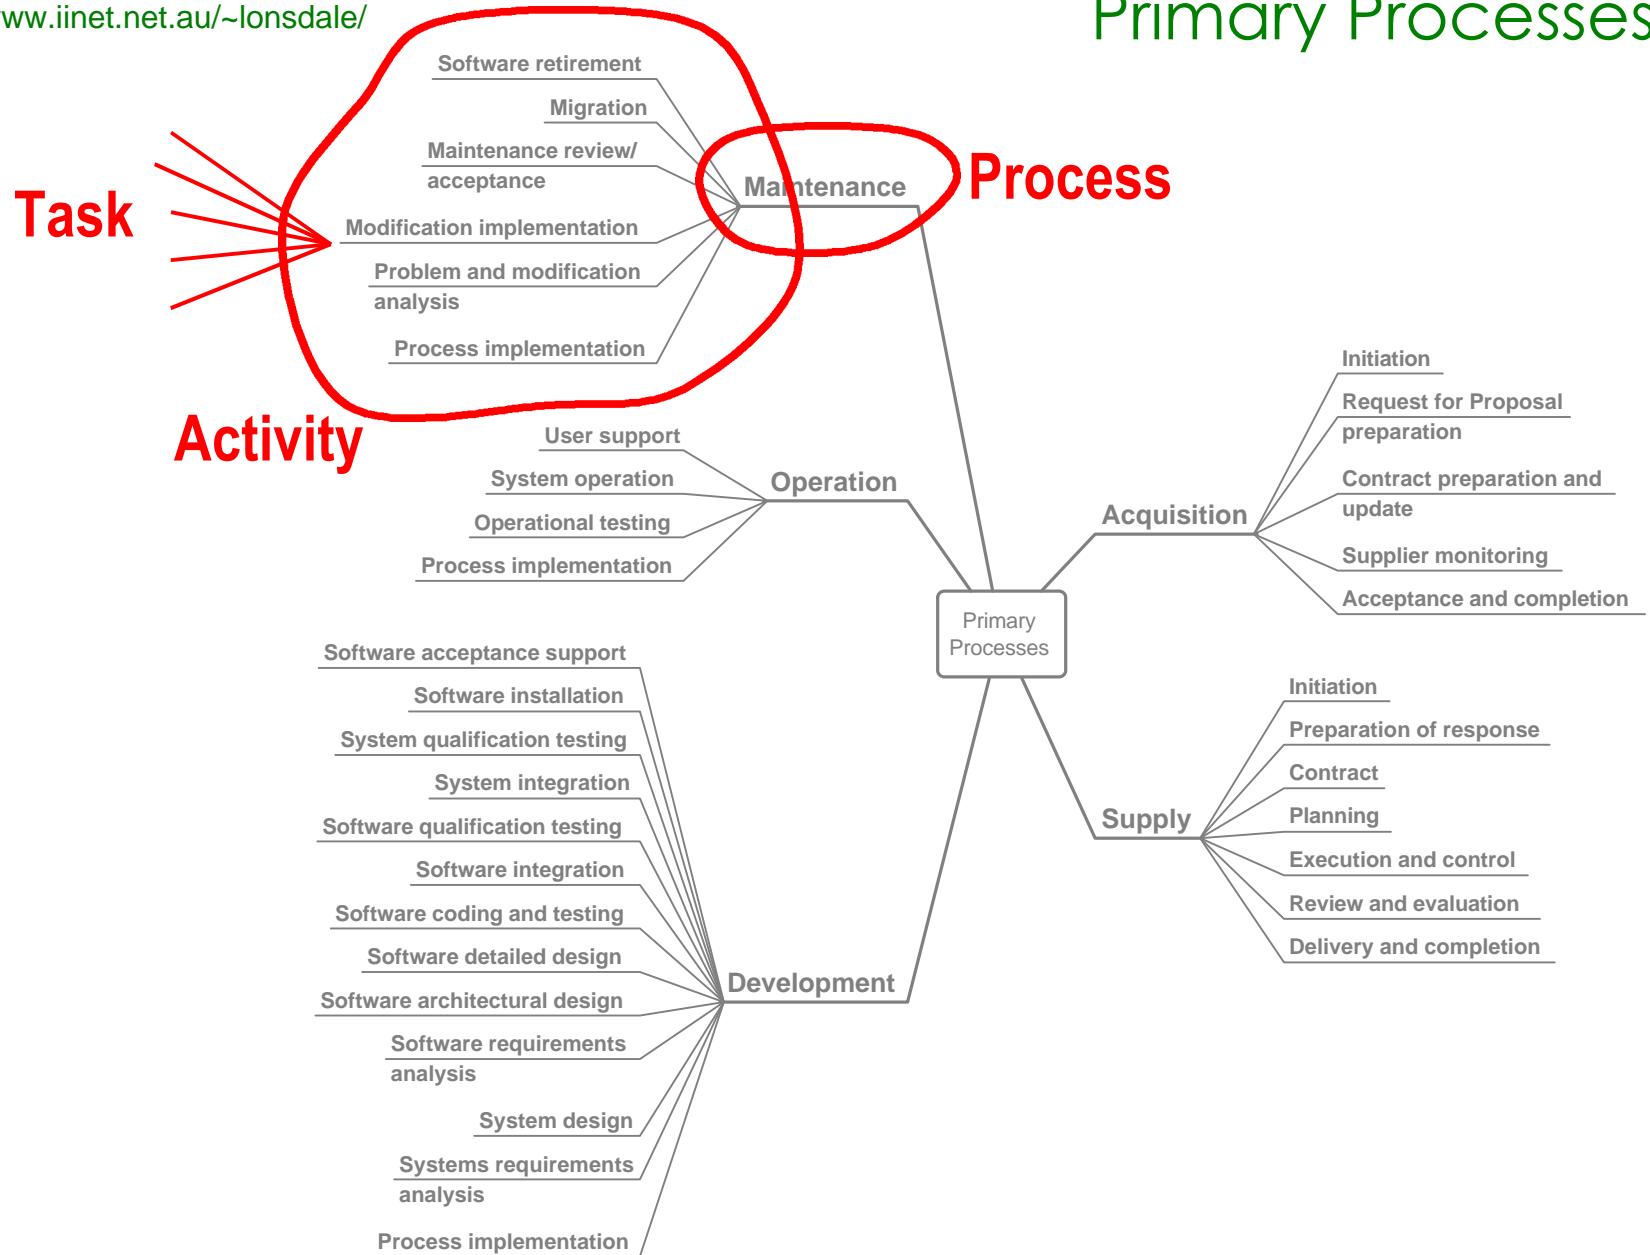 ww.iinet.net.au/~lonsdale/
Primary Processes
Software retirement
Migration
Maintenance review/
acceptance
Modification implementation
Problem and modification
analysis
Process implementation
Maintenance
Process
Task
Activity
User support
System operation
Operational testing
Process implementation
Operation
Software acceptance support
Software installation
System qualification testing
System integration
Software qualification testing
Software integration
Software coding and testing
Software detailed design
Software architectural design
Software requirements
analysis
System design
Systems requirements
analysis
Process implementation
Development
Primary
Processes
Acquisition
Initiation
Request for Proposal
preparation
Contract preparation and
update
Supplier monitoring
Acceptance and completion
Supply
Initiation
Preparation of response
Contract
Planning
Execution and control
Review and evaluation
Delivery and completion